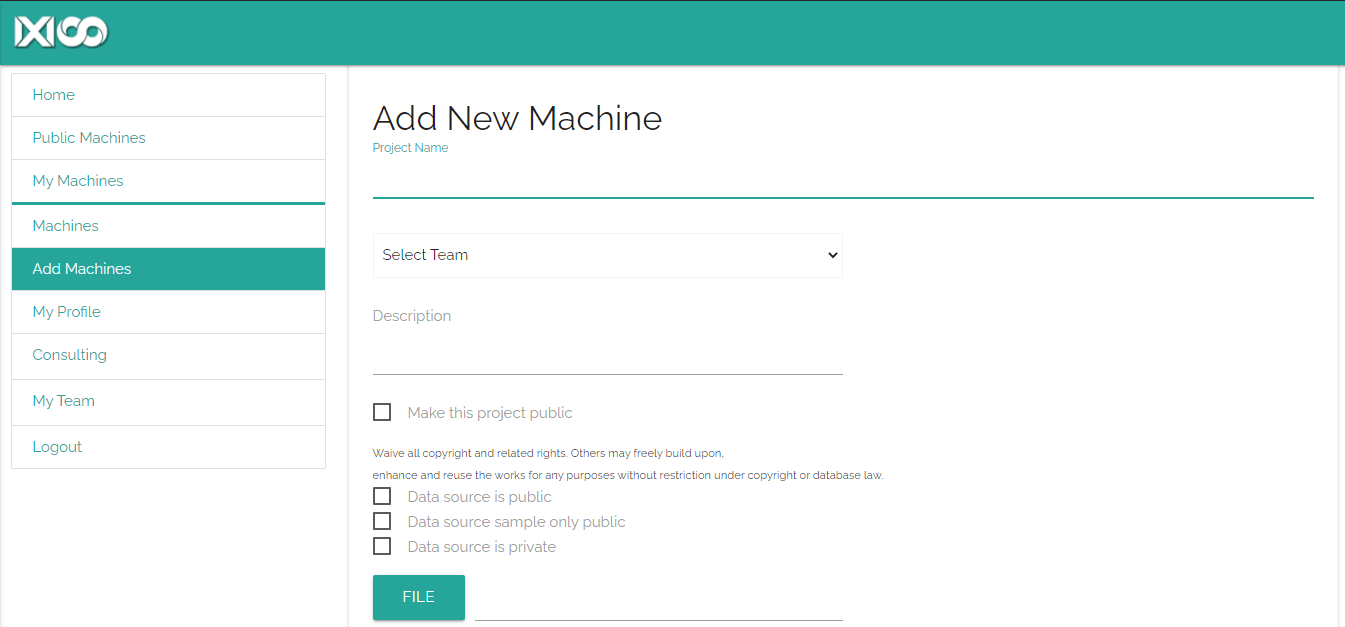 IXIOO
Home
Public Machines
My Machines
Machines
Add Machines
My Profile
Consulting
My Team
Logout
Add New Machine
Project Name
Select Team
Description
Make this project public
Waive all copyright and related rights. Others may freely build upon,
enhance and reuse the works for any purposes without restriction under copyright or database law.
Data source is public
Data source sample only public
Data source is private
FILE